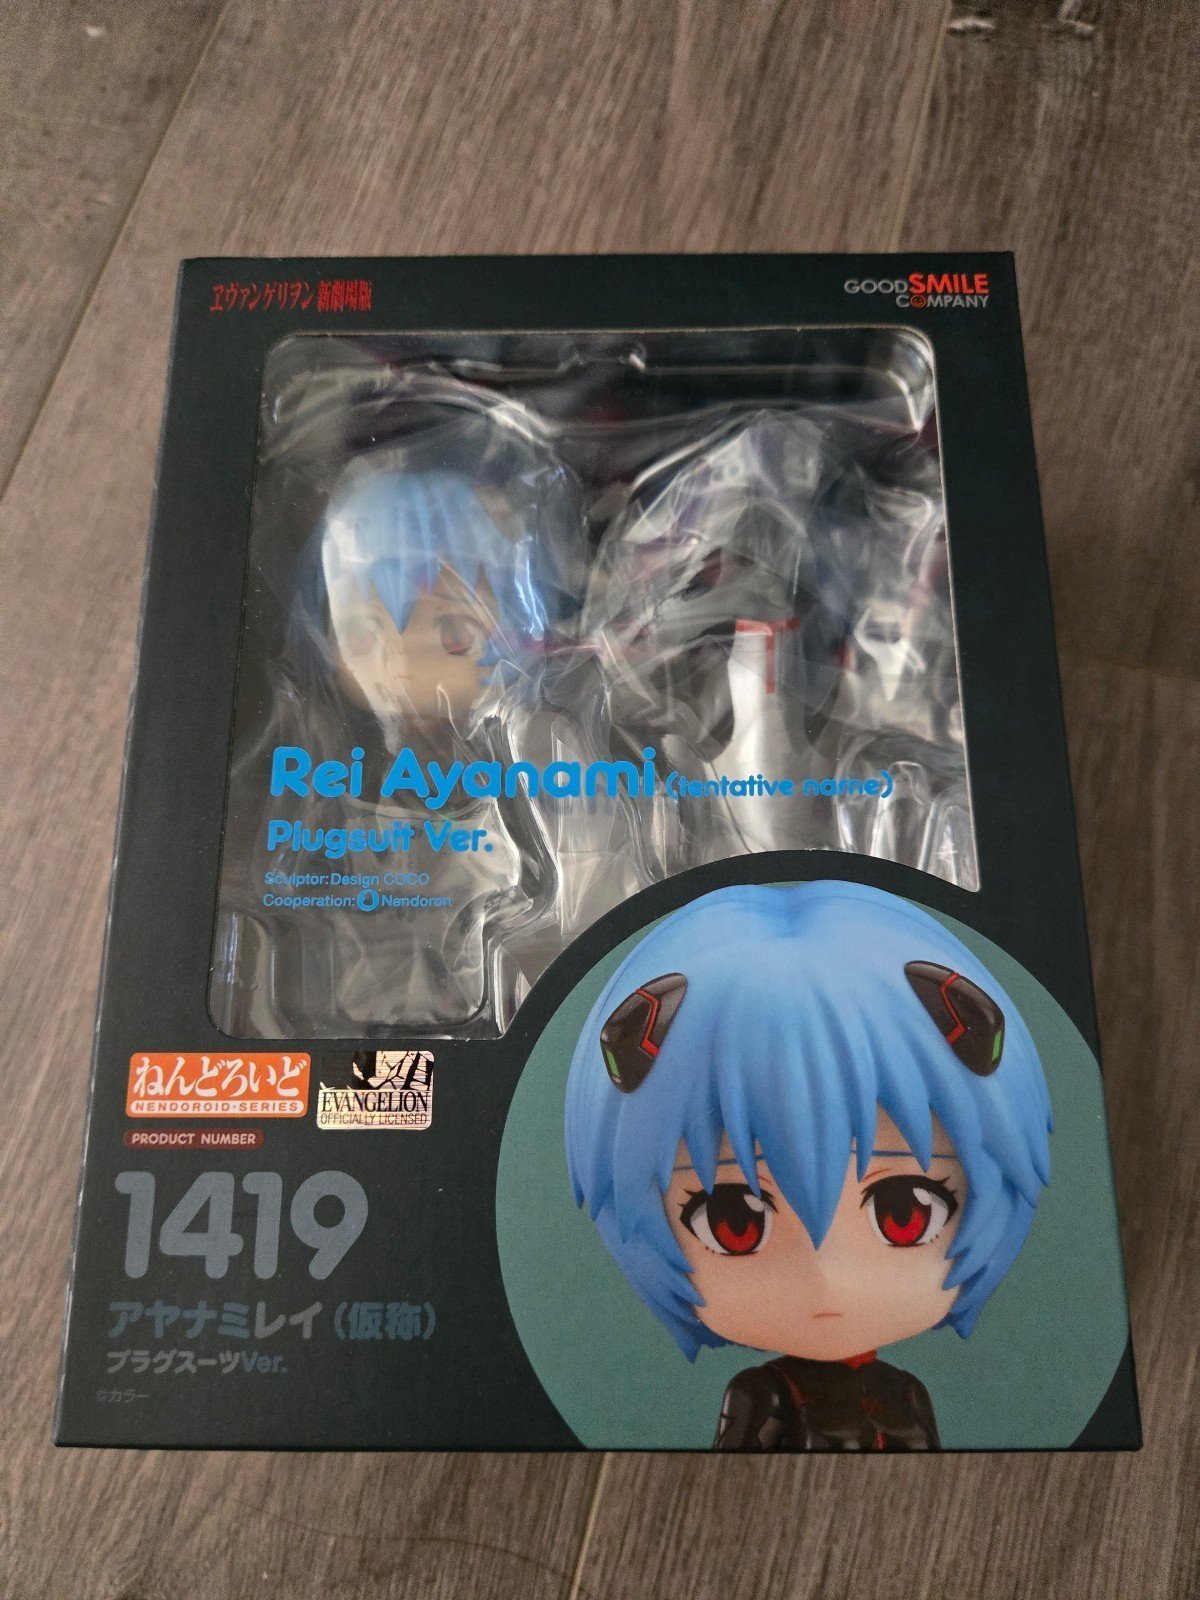 ヱヴァンゲリヲン新劇場版
GOOD SMILE
COMPANY
Rei Ayanami (tentative name)
Plugsuit Ver.
Sculptor:Design COCO
Cooperation: Nendoron
ねんどろいど
NENDOROID-SERIES
EVANGELION
OFFICIALLY LICENSED
PRODUCT NUMBER
1419
アヤナミレイ（仮称）
プラグスーツVer.
©カラー